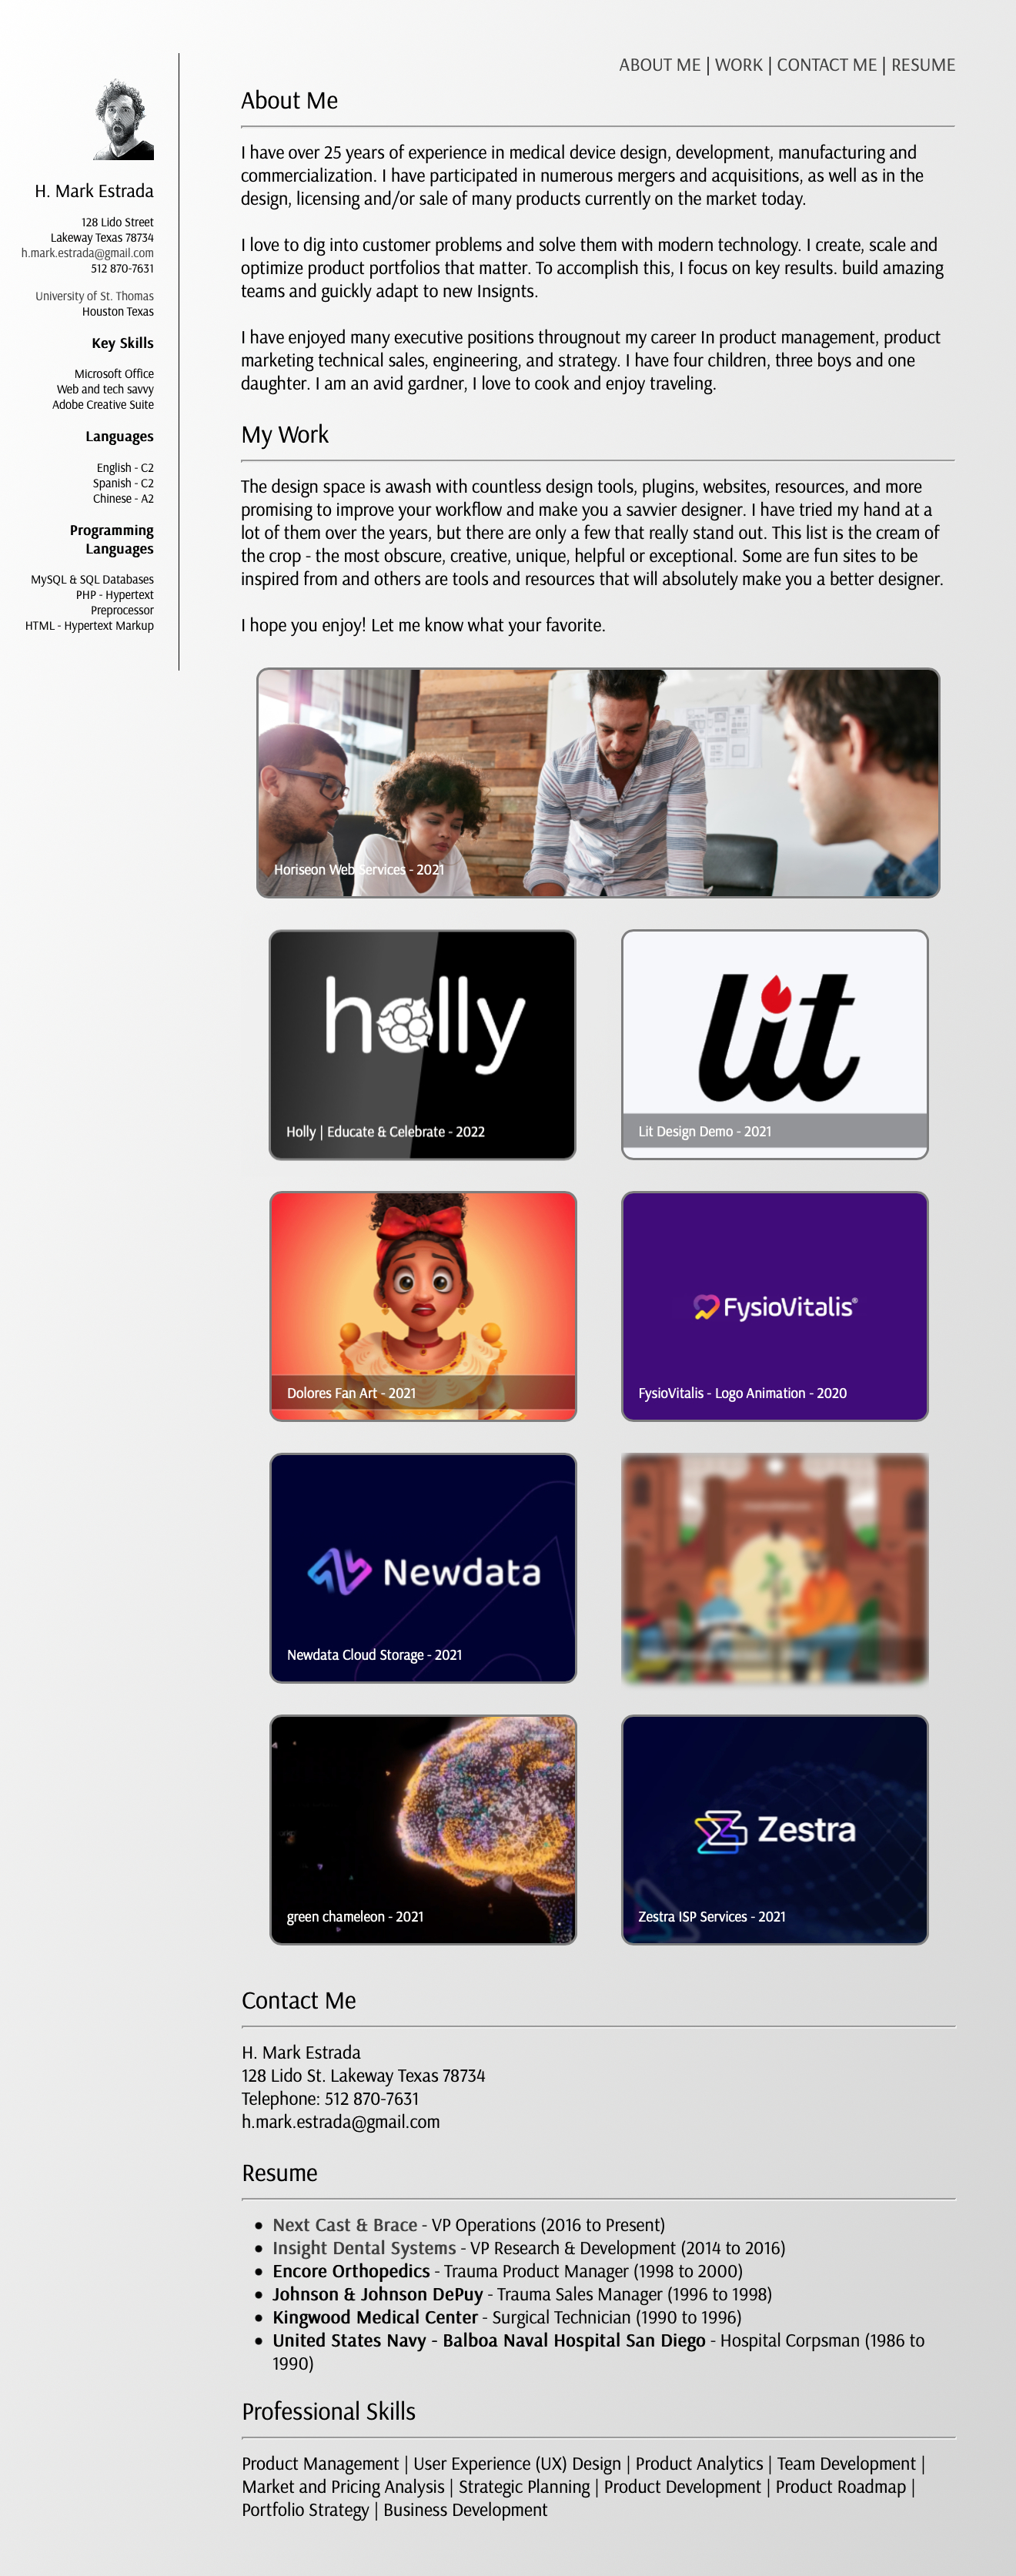 ABOUT ME | WORK | CONTACT ME | RESUME
H. Mark Estrada
128 Lido Street
Lakeway Texas 78734
h.mark.estrada@gmail.com
512 870-7631
University of St. Thomas
Houston Texas
Key Skills
Microsoft Office
Web and tech savvy
Adobe Creative Suite
Languages
English - C2
Spanish - C2
Chinese - A2
Programming
Languages
MySQL & SQL Databases
PHP - Hypertext
Preprocessor
HTML - Hypertext Markup
About Me
I have over 25 years of experience in medical device design, development, manufacturing and
commercialization. I have participated in numerous mergers and acquisitions, as well as in the
design, licensing and/or sale of many products currently on the market today.
I love to dig into customer problems and solve them with modern technology. I create, scale and
optimize product portfolios that matter. To accomplish this, I focus on key results. build amazing
teams and guickly adapt to new Insignts.
I have enjoyed many executive positions througnout my career In product management, product
marketing technical sales, engineering, and strategy. I have four children, three boys and one
daughter. I am an avid gardner, I love to cook and enjoy traveling.
My Work
The design space is awash with countless design tools, plugins, websites, resources, and more
promising to improve your workflow and make you a savvier designer. I have tried my hand at a
lot of them over the years, but there are only a few that really stand out. This list is the cream of
the crop - the most obscure, creative, unique, helpful or exceptional. Some are fun sites to be
inspired from and others are tools and resources that will absolutely make you a better designer.
I hope you enjoy! Let me know what your favorite.
Horiseon Web Services - 2021
holly
Holly | Educate & Celebrate - 2022
lit
Lit Design Demo - 2021
Dolores Fan Art - 2021
FysioVitalis®
FysioVitalis - Logo Animation - 2020
Newdata
Newdata Cloud Storage - 2021
green chameleon - 2021
Zestra
Zestra ISP Services - 2021
Contact Me
H. Mark Estrada
128 Lido St. Lakeway Texas 78734
Telephone: 512 870-7631
h.mark.estrada@gmail.com
Resume
• Next Cast & Brace - VP Operations (2016 to Present)
• Insight Dental Systems - VP Research & Development (2014 to 2016)
• Encore Orthopedics - Trauma Product Manager (1998 to 2000)
• Johnson & Johnson DePuy - Trauma Sales Manager (1996 to 1998)
• Kingwood Medical Center - Surgical Technician (1990 to 1996)
• United States Navy - Balboa Naval Hospital San Diego - Hospital Corpsman (1986 to
1990)
Professional Skills
Product Management | User Experience (UX) Design | Product Analytics | Team Development |
Market and Pricing Analysis | Strategic Planning | Product Development | Product Roadmap |
Portfolio Strategy | Business Development